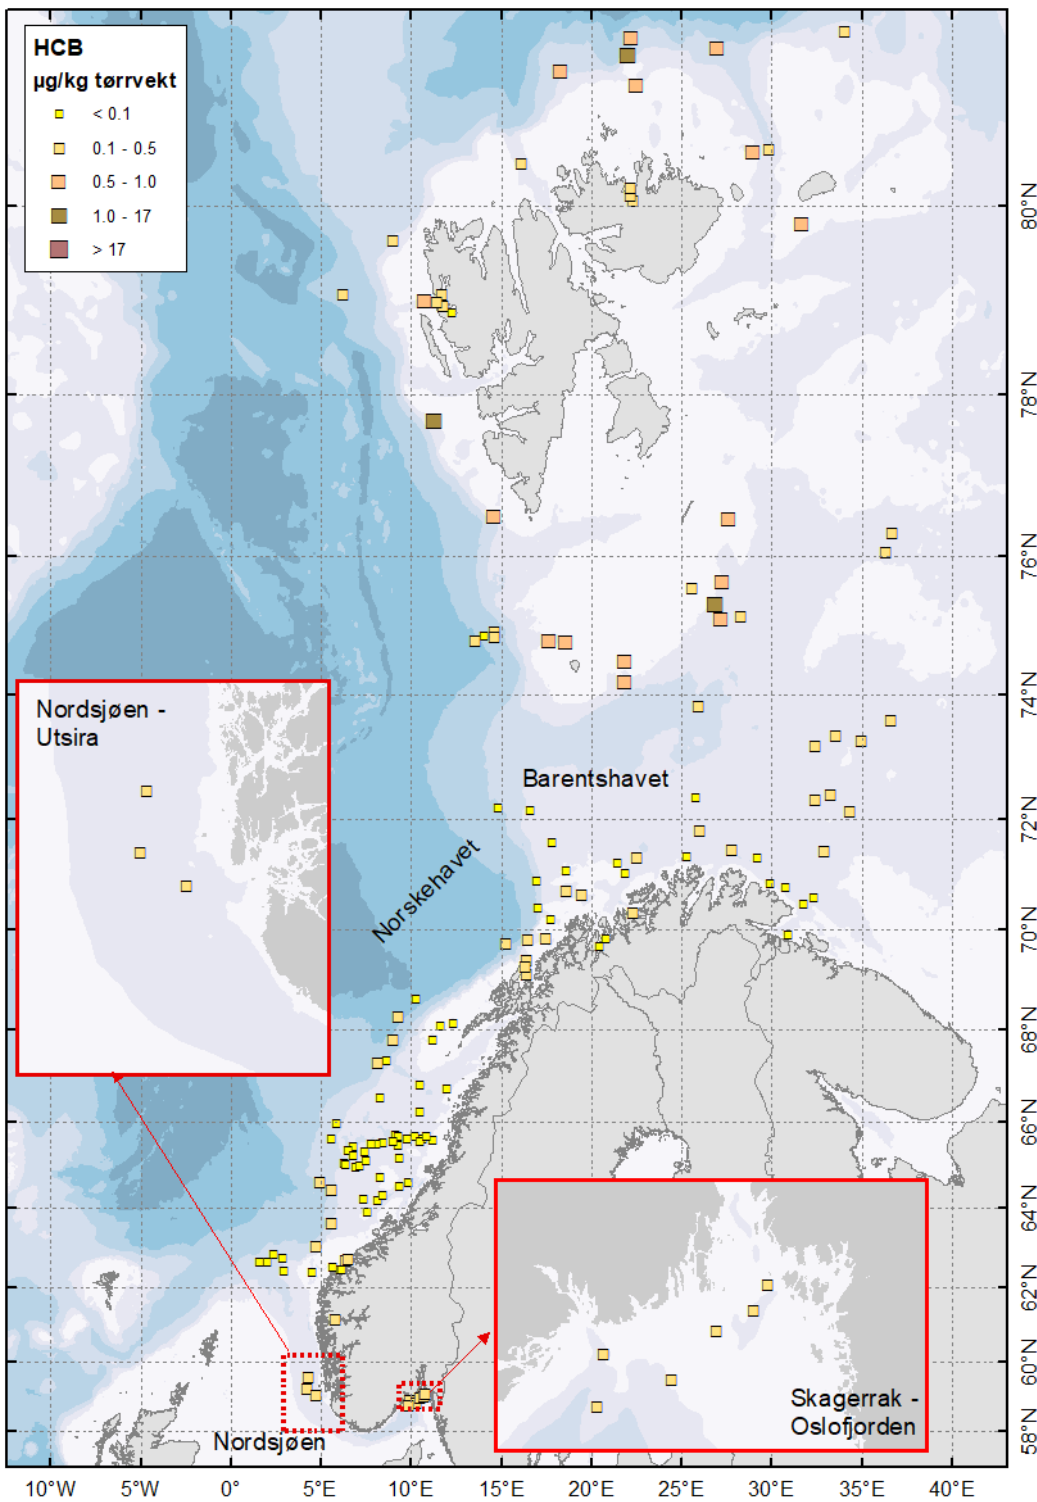 HCB
µg/kg tørrvekt
< 0.1
0.1 - 0.5
0.5 - 1.0
1.0 - 17
> 17
80°N
78°N
76°N
74°N
72°N
70°N
68°N
66°N
64°N
62°N
60°N
58°N
Nordsjøen -
Utsira
Barentshavet
Norskehavet
Skagerrak -
Oslofjorden
Nordsjøen
10°W
5°W
0°
5°E
10°E
15°E
20°E
25°E
30°E
35°E
40°E